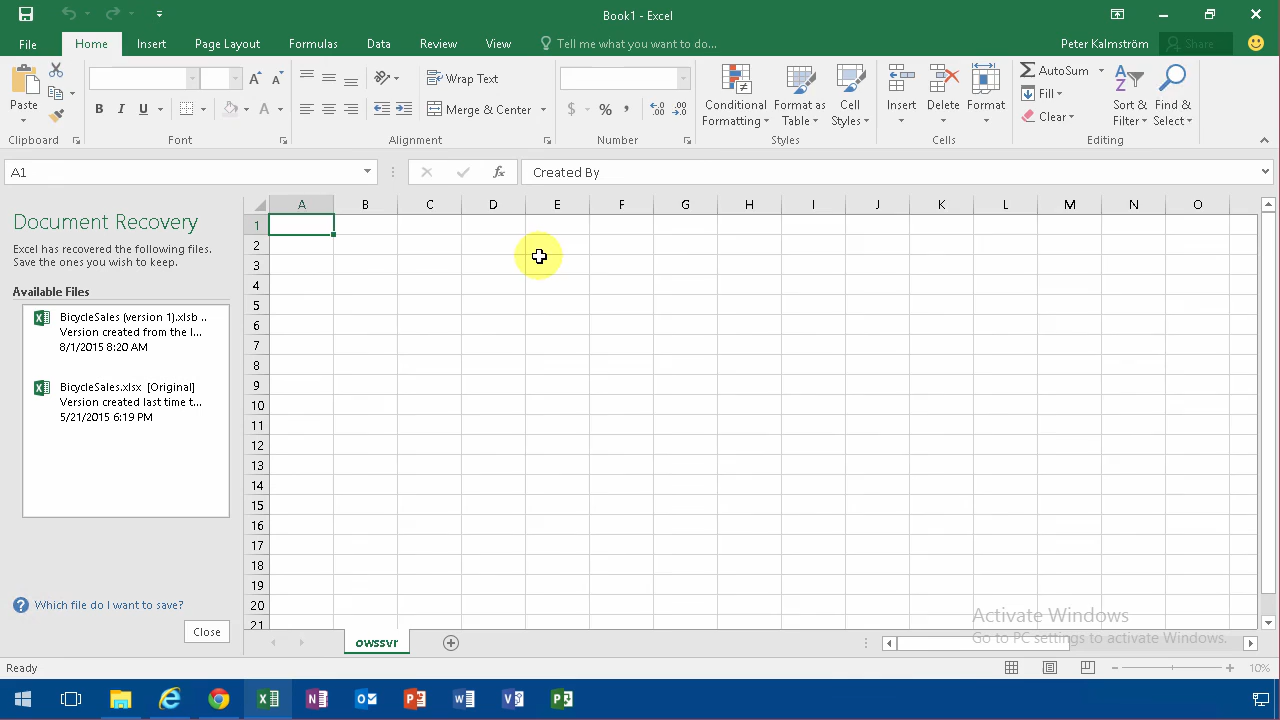 Book1 - Excel
File Home Insert Page Layout Formulas Data Review View Tell me what you want to do... Peter Kalmström Share
Paste
Clipboard
B I U A
Font
Wrap Text
Merge & Center
Alignment
$ % ,
Number
Conditional Formatting
Format as Table
Cell Styles
Styles
Insert
Delete
Format
Cells
AutoSum
Fill
Clear
Sort & Filter
Find & Select
Editing
A1 fx Created By
Document Recovery
Excel has recovered the following files.
Save the ones you wish to keep.
Available Files
BicycleSales (version 1).xlsb ..
Version created from the l...
8/1/2015 8:20 AM
BicycleSales.xlsx [Original]
Version created last time t...
5/21/2015 6:19 PM
Which file do I want to save?
Close
A B C D E F G H I J K L M N O
1
2
3
4
5
6
7
8
9
10
11
12
13
14
15
16
17
18
19
20
21
Activate Windows
Go to PC settings to activate Windows.
owssvr
Ready
10%